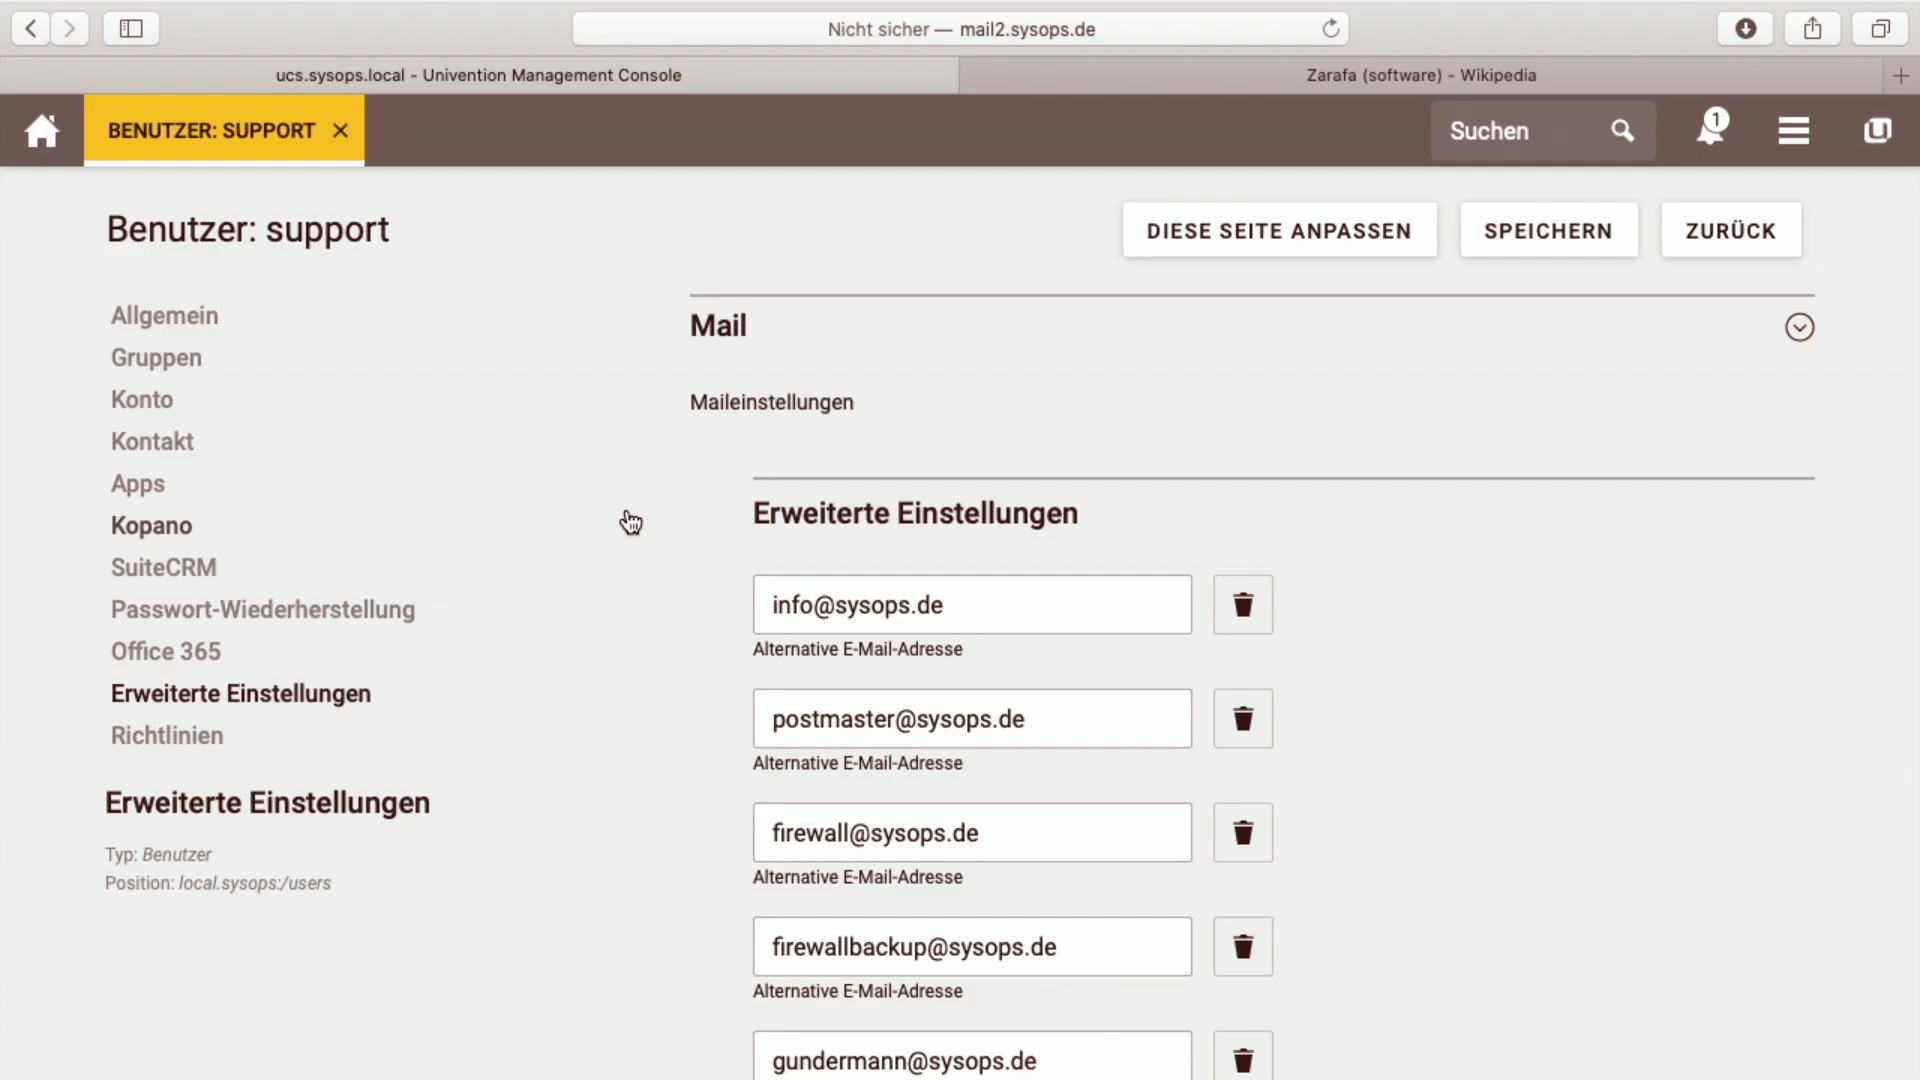 Nicht sicher — mail2.sysops.de
ucs.sysops.local - Univention Management Console
Zarafa (software) - Wikipedia
BENUTZER: SUPPORT
Suchen
1
Benutzer: support
DIESE SEITE ANPASSEN
SPEICHERN
ZURÜCK
Allgemein
Gruppen
Konto
Kontakt
Apps
Kopano
SuiteCRM
Passwort-Wiederherstellung
Office 365
Erweiterte Einstellungen
Richtlinien
Erweiterte Einstellungen
Typ: Benutzer
Position: local.sysops:/users
Mail
Maileinstellungen
Erweiterte Einstellungen
info@sysops.de
Alternative E-Mail-Adresse
postmaster@sysops.de
Alternative E-Mail-Adresse
firewall@sysops.de
Alternative E-Mail-Adresse
firewallbackup@sysops.de
Alternative E-Mail-Adresse
gundermann@sysops.de